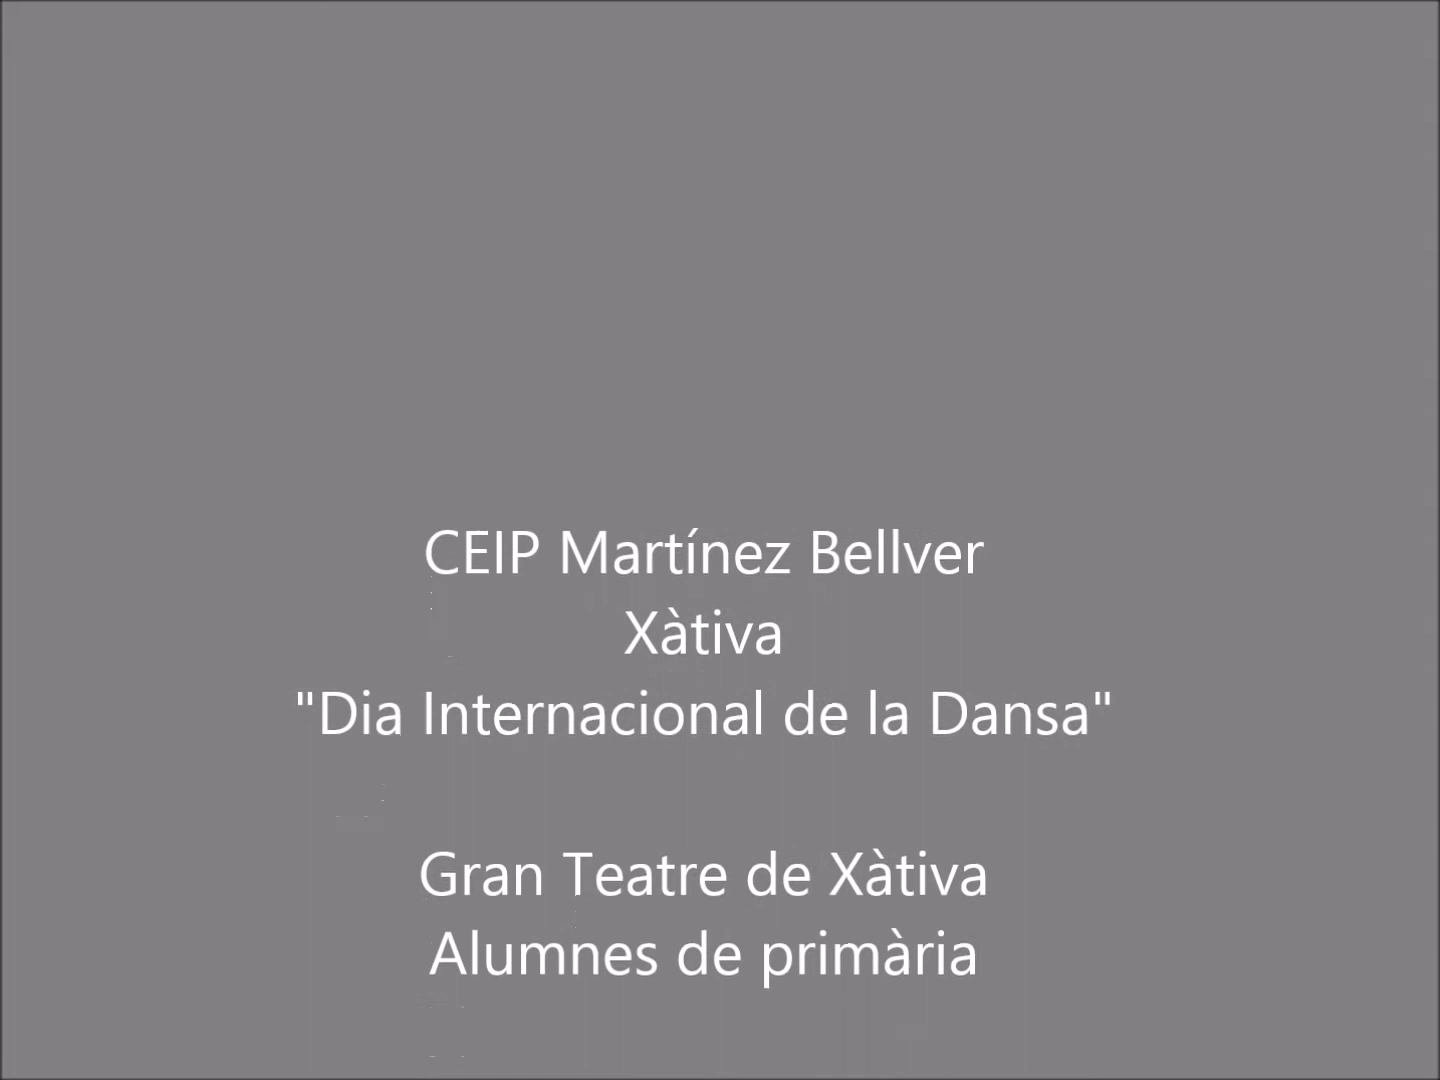 CEIP Martínez Bellver
Xàtiva
"Dia Internacional de la Dansa"
Gran Teatre de Xàtiva
Alumnes de primària